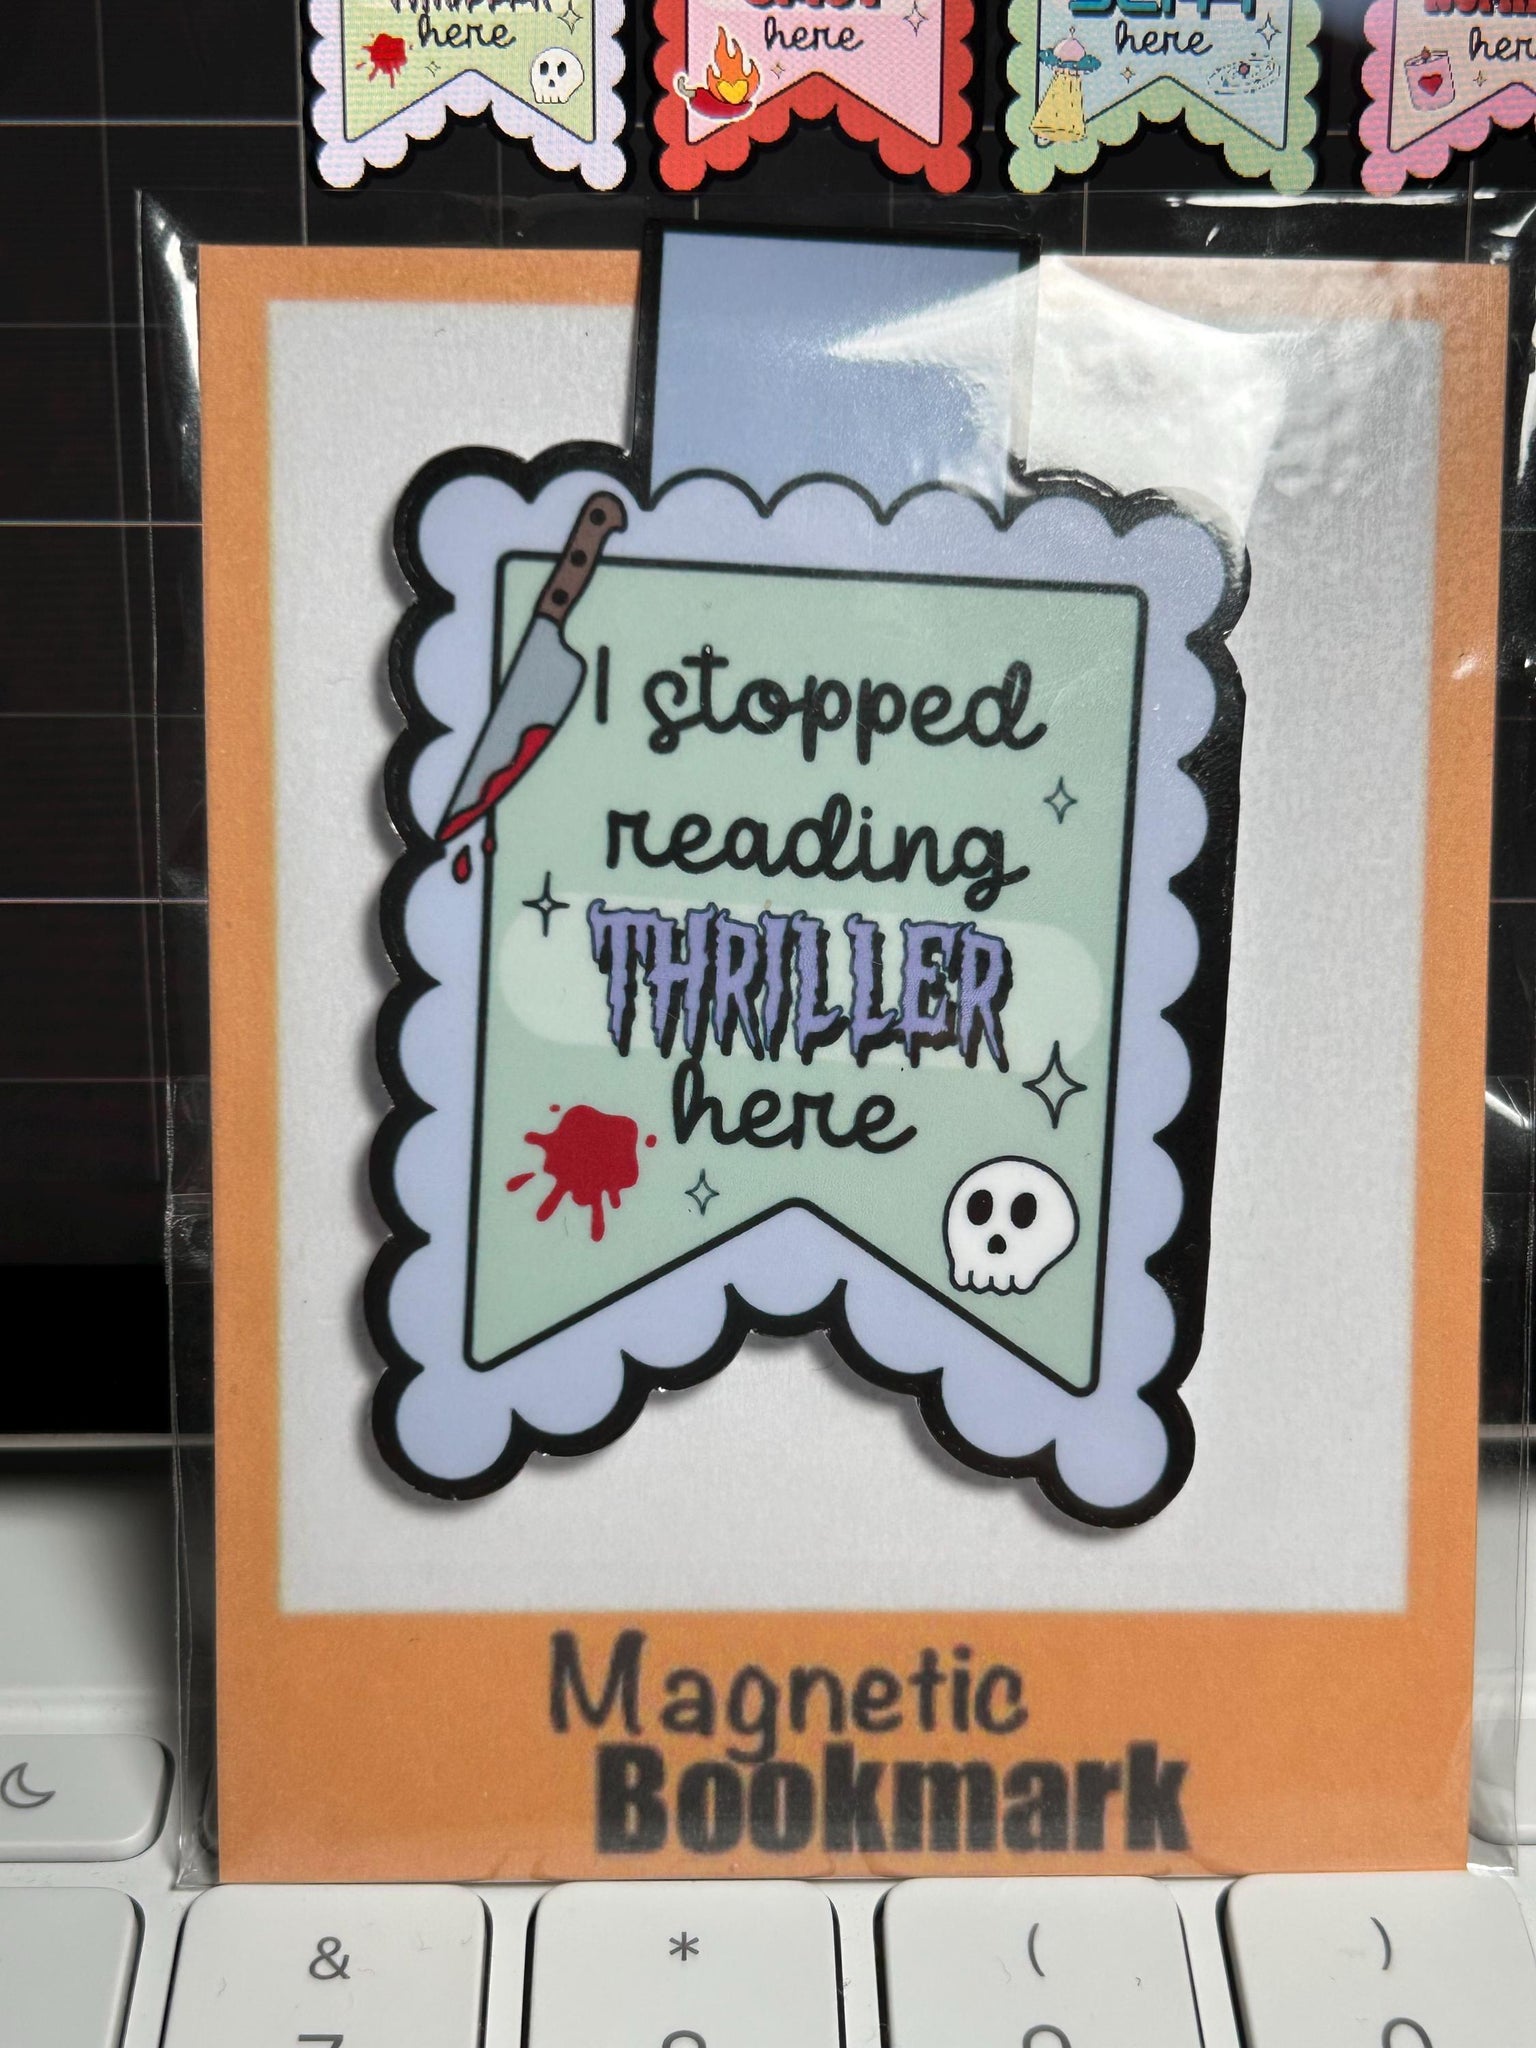 here
here
here
I stopped
reading
THRILLER
here
Magnetic
Bookmark
&
*
(
)